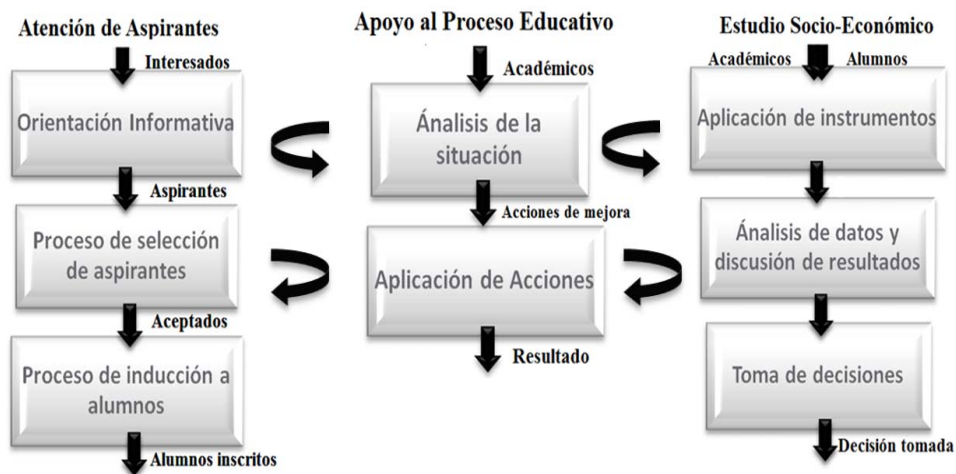 Atención de Aspirantes
Interesados
Orientación Informativa
Aspirantes
Proceso de selección
de aspirantes
Aceptados
Proceso de inducción a
alumnos
Alumnos inscritos
Apoyo al Proceso Educativo
Académicos
Ánalisis de la
situación
Acciones de mejora
Aplicación de Acciones
Resultado
Estudio Socio-Económico
Académicos Alumnos
Aplicación de instrumentos
Ánalisis de datos y
discusión de resultados
Toma de decisiones
Decisión tomada